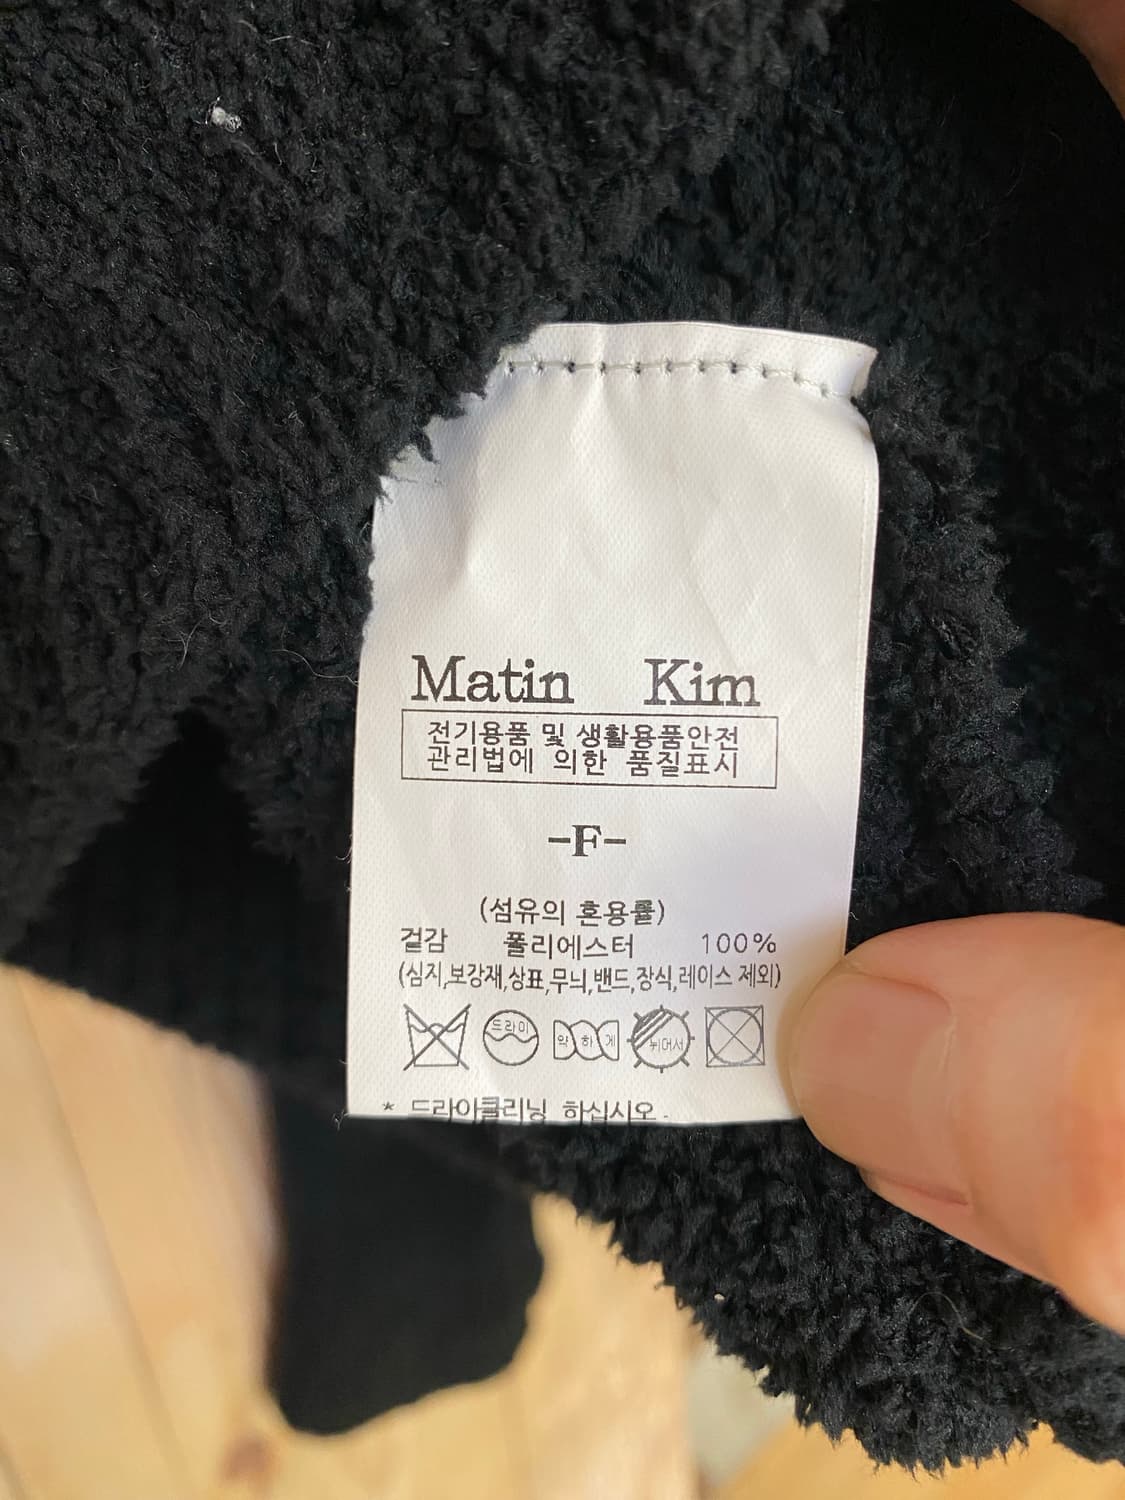 Matin Kim
전기용품 및 생활용품안전
관리법에 의한 품질표시
-F-
(섬유의 혼용률)
겉감 폴리에스터 100%
(심지,보강재,상표,무늬,밴드,장식,레이스 제외)
드라이 약하게 뉘어서
* 드라이클리닝 하십시오.